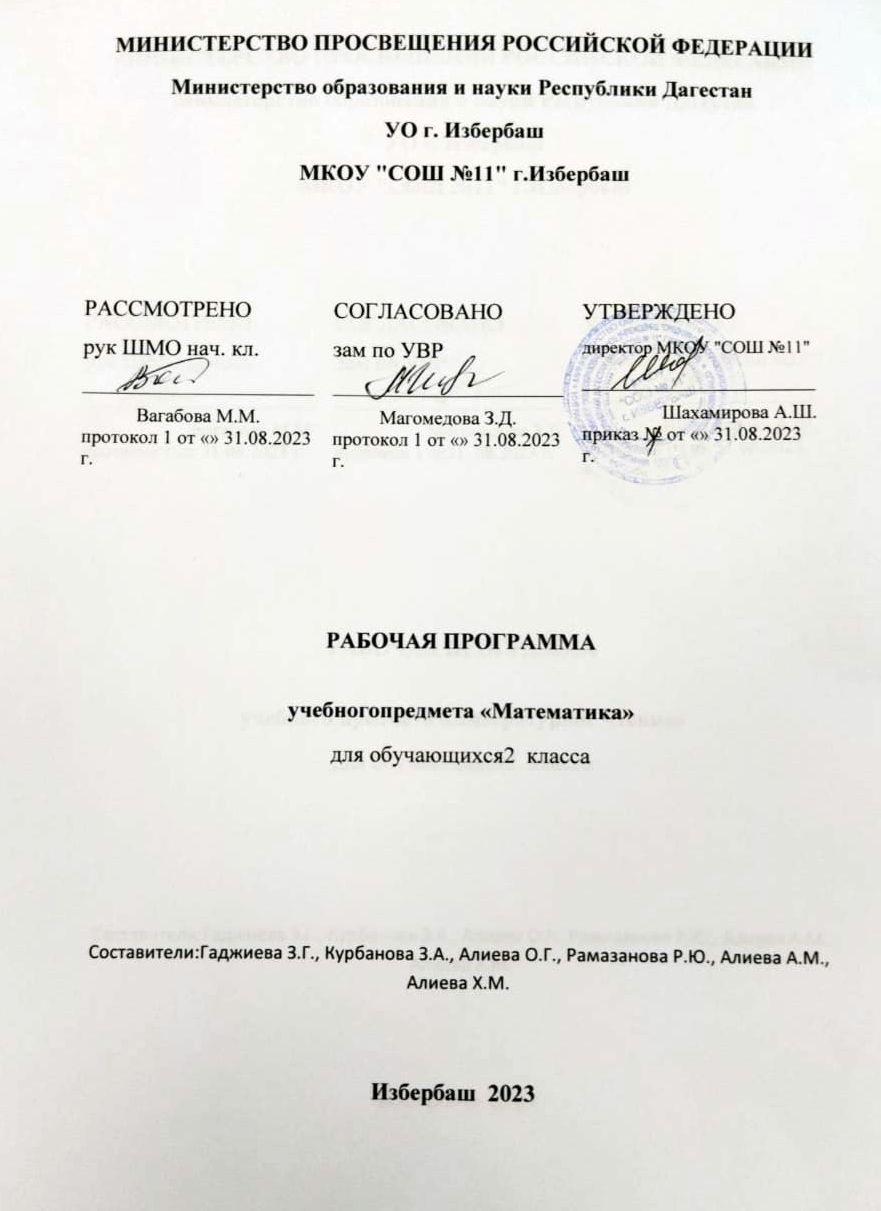 МИНИСТЕРСТВО ПРОСВЕЩЕНИЯ РОССИЙСКОЙ ФЕДЕРАЦИИ
Министерство образования и науки Республики Дагестан
УО г. Избербаш
МКОУ "СОШ №11" г.Избербаш
РАССМОТРЕНО
рук ШМО нач. кл.
Вагабова М.М.
протокол 1 от «» 31.08.2023
г.
СОГЛАСОВАНО
зам по УВР
Магомедова З.Д.
протокол 1 от «» 31.08.2023
г.
УТВЕРЖДЕНО
директор МКОУ "СОШ №11"
Шахамирова А.Ш.
приказ № от «» 31.08.2023
г.
РАБОЧАЯ ПРОГРАММА
учебногопредмета «Математика»
для обучающихся2 класса
Составители:Гаджиева З.Г., Курбанова З.А., Алиева О.Г., Рамазанова Р.Ю., Алиева А.М.,
Алиева Х.М.
Избербаш 2023